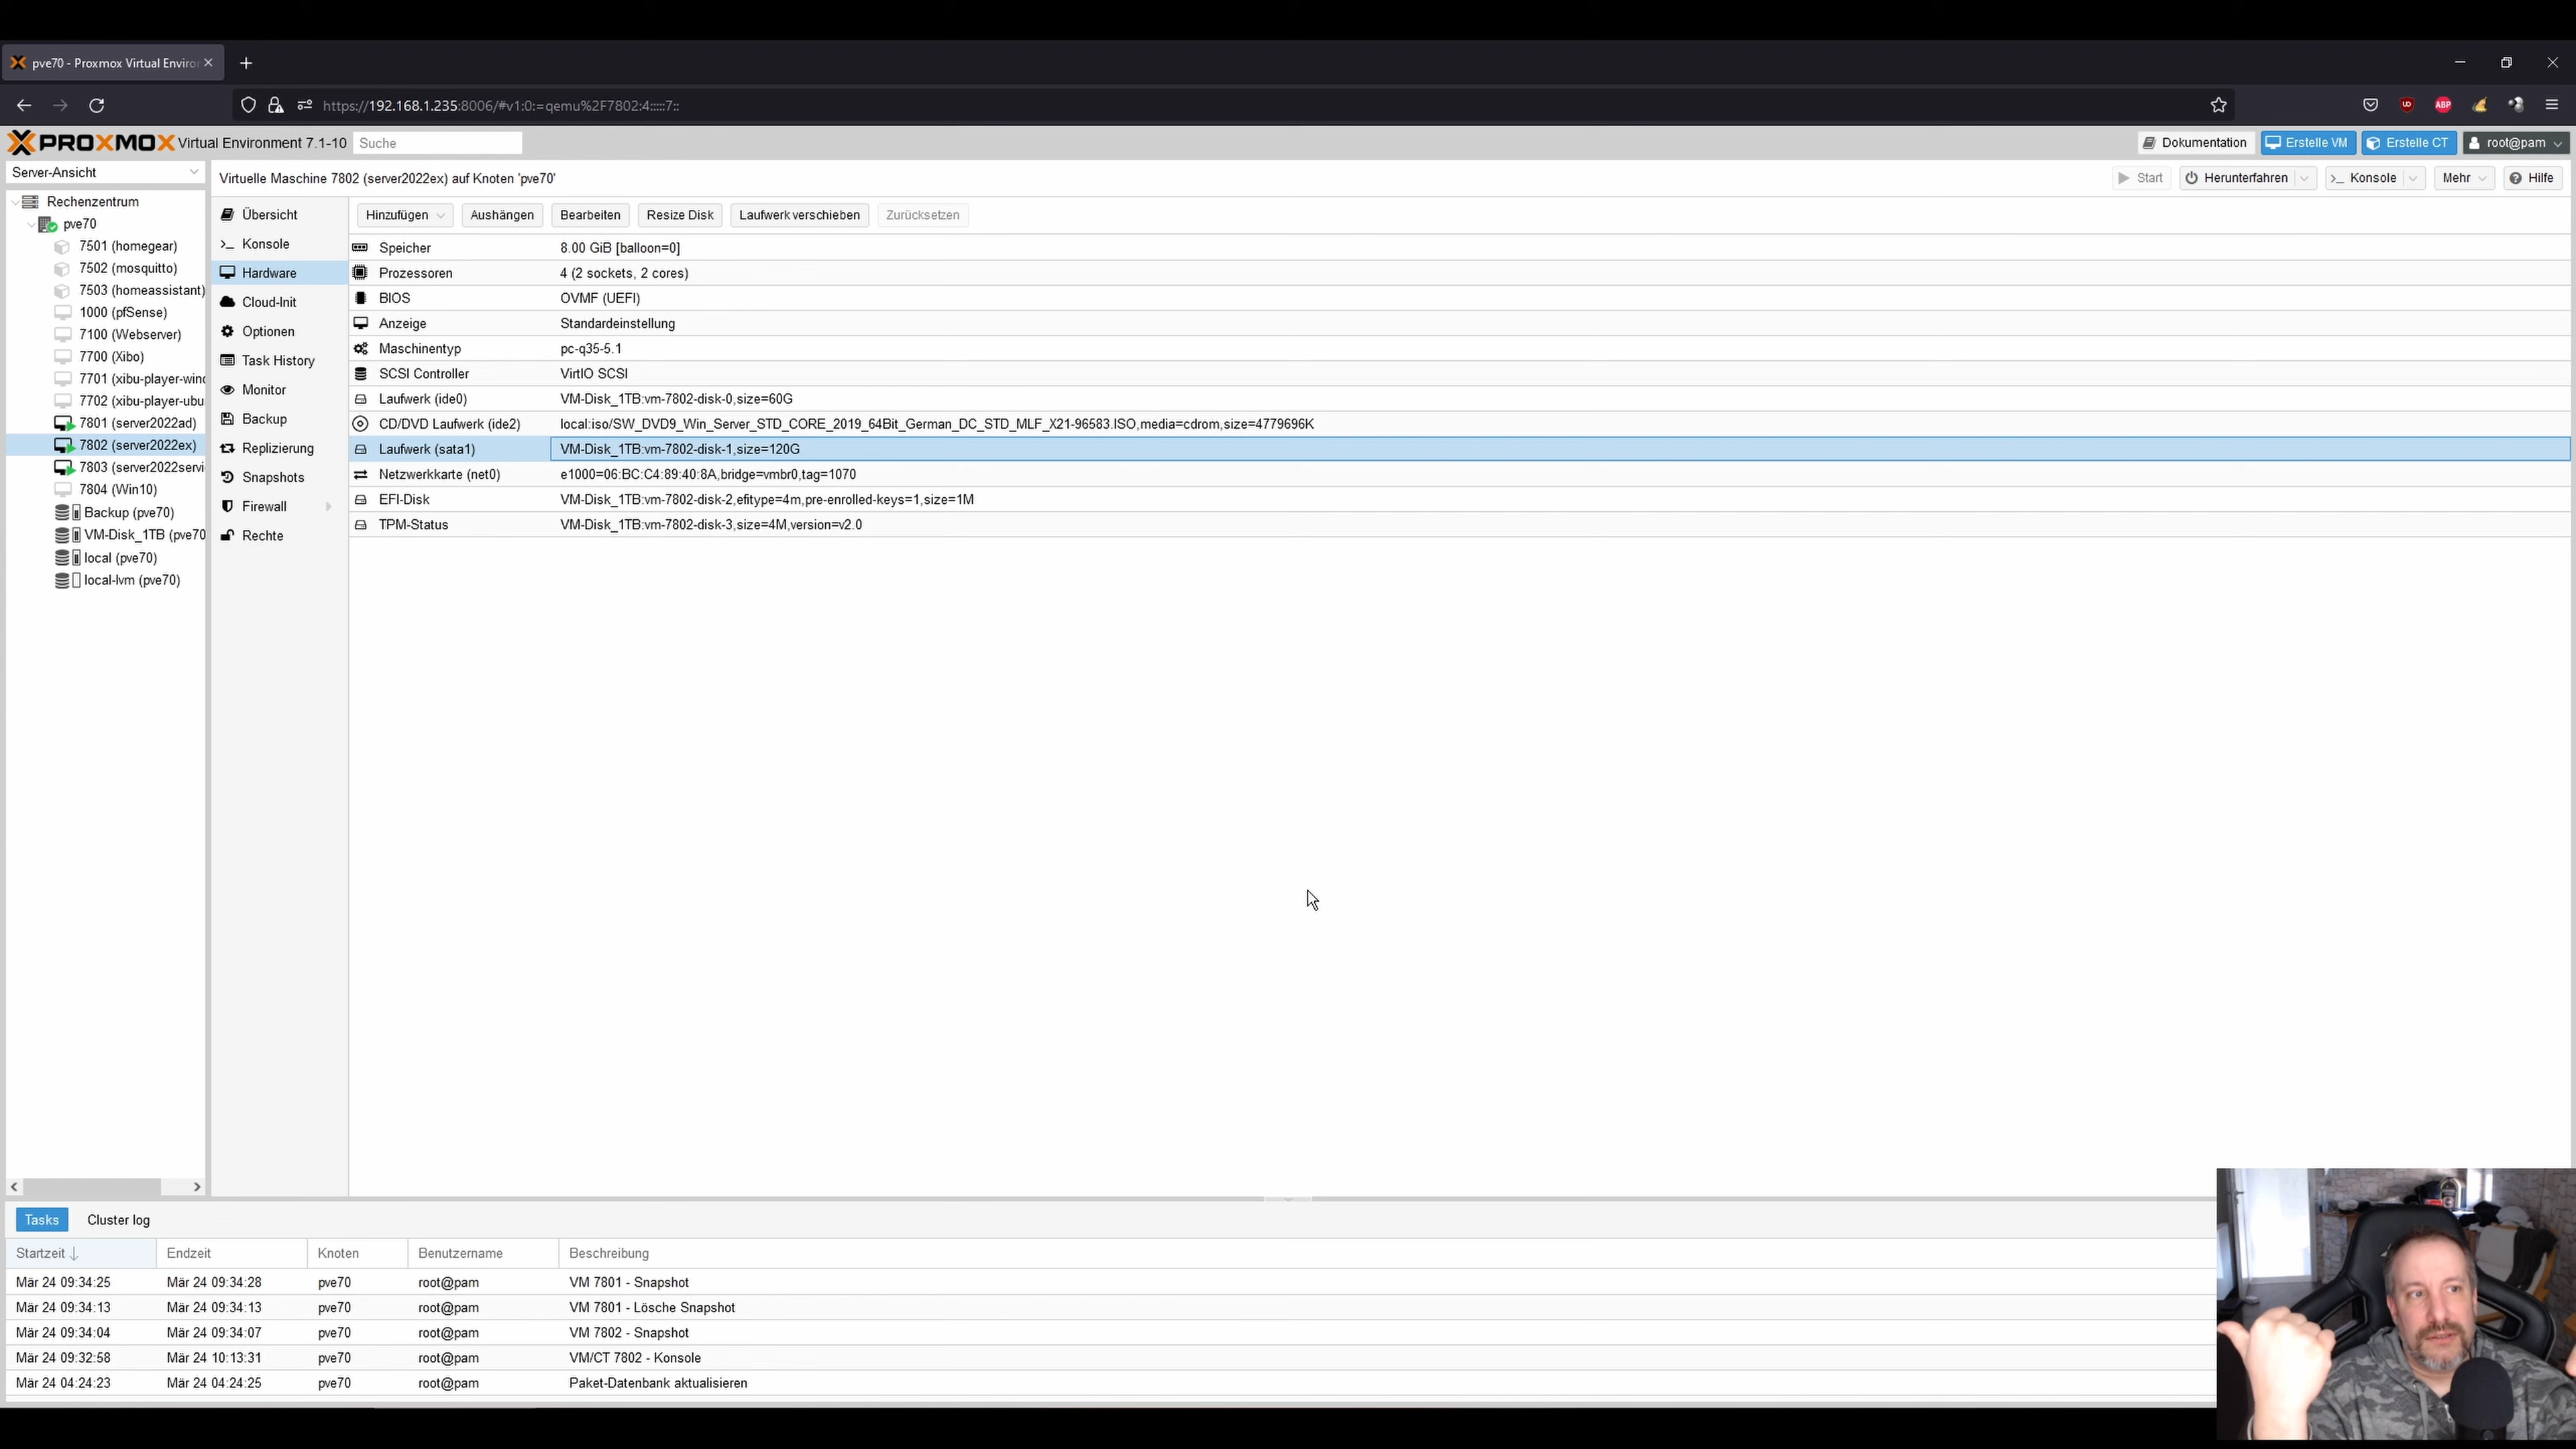 pve70 - Proxmox Virtual Enviro
https://192.168.1.235:8006/#v1:0:=qemu%2F7802:4:::::7::
PROXMOX Virtual Environment 7.1-10 Suche
Dokumentation Erstelle VM Erstelle CT root@pam
Server-Ansicht
Rechenzentrum
pve70
7501 (homegear)
7502 (mosquitto)
7503 (homeassistant)
1000 (pfSense)
7100 (Webserver)
7700 (Xibo)
7701 (xibu-player-wind
7702 (xibu-player-ubu
7801 (server2022ad)
7802 (server2022ex)
7803 (server2022servi
7804 (Win10)
Backup (pve70)
VM-Disk_1TB (pve70
local (pve70)
local-lvm (pve70)
Virtuelle Maschine 7802 (server2022ex) auf Knoten 'pve70'
Start Herunterfahren Konsole Mehr Hilfe
Übersicht
Konsole
Hardware
Cloud-Init
Optionen
Task History
Monitor
Backup
Replizierung
Snapshots
Firewall
Rechte
Hinzufügen Aushängen Bearbeiten Resize Disk Laufwerk verschieben Zurücksetzen
Speicher 8.00 GiB [balloon=0]
Prozessoren 4 (2 sockets, 2 cores)
BIOS OVMF (UEFI)
Anzeige Standardeinstellung
Maschinentyp pc-q35-5.1
SCSI Controller VirtIO SCSI
Laufwerk (ide0) VM-Disk_1TB:vm-7802-disk-0,size=60G
CD/DVD Laufwerk (ide2) local:iso/SW_DVD9_Win_Server_STD_CORE_2019_64Bit_German_DC_STD_MLF_X21-96583.ISO,media=cdrom,size=4779696K
Laufwerk (sata1) VM-Disk_1TB:vm-7802-disk-1,size=120G
Netzwerkkarte (net0) e1000=06:BC:C4:89:40:8A,bridge=vmbr0,tag=1070
EFI-Disk VM-Disk_1TB:vm-7802-disk-2,efitype=4m,pre-enrolled-keys=1,size=1M
TPM-Status VM-Disk_1TB:vm-7802-disk-3,size=4M,version=v2.0
Tasks Cluster log
Startzeit Endzeit Knoten Benutzername Beschreibung
Mär 24 09:34:25 Mär 24 09:34:28 pve70 root@pam VM 7801 - Snapshot
Mär 24 09:34:13 Mär 24 09:34:13 pve70 root@pam VM 7801 - Lösche Snapshot
Mär 24 09:34:04 Mär 24 09:34:07 pve70 root@pam VM 7802 - Snapshot
Mär 24 09:32:58 Mär 24 10:13:31 pve70 root@pam VM/CT 7802 - Konsole
Mär 24 04:24:23 Mär 24 04:24:25 pve70 root@pam Paket-Datenbank aktualisieren